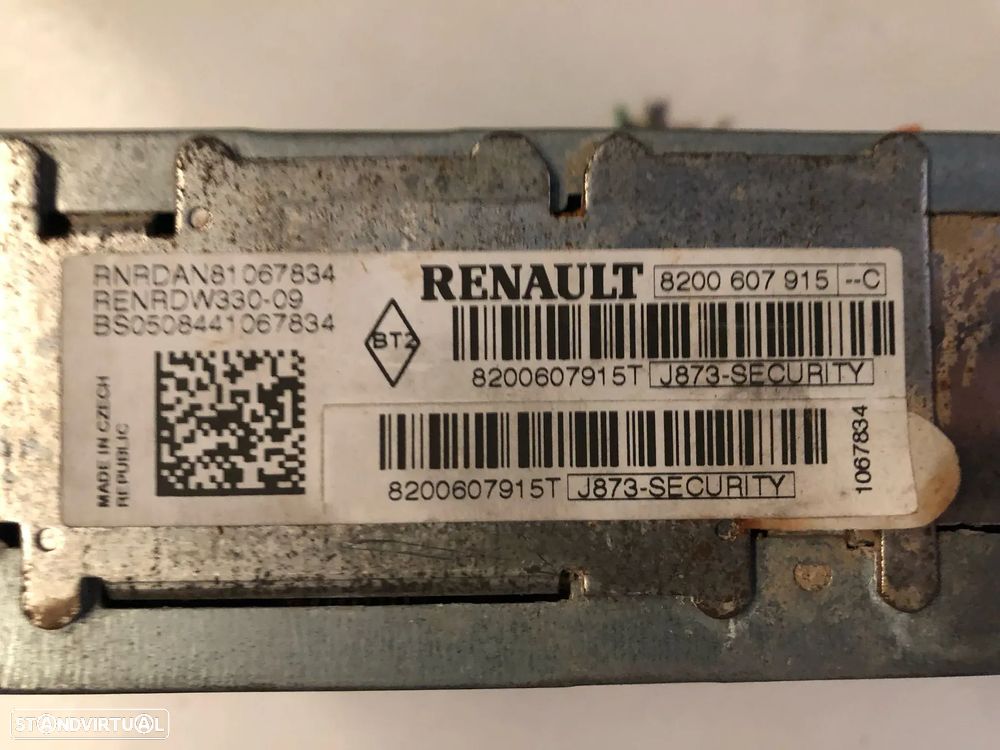 RNRDAN81067834
RENRDW330-09
BS0508441067834
RENAULT 8200 607 915 --C
BT2
8200607915T J873-SECURITY
MADE IN CZECH
REPUBLIC
8200607915T J873-SECURITY
1067834
STANDVIRTUAL